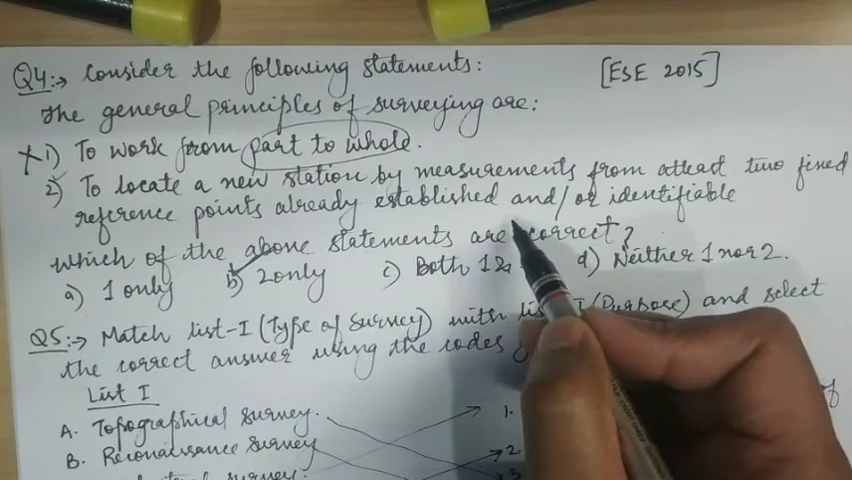 Q4:→ Consider the following statements: [ESE 2015]
The general principles of surveying are:
1) To work from part to whole.
2) To locate a new station by measurements from atleast two fixed
reference points already established and/or identifiable
Which of the above statements are correct?
a) 1 only b) 2 only c) Both 1 & d) Neither 1 nor 2.
Q5:→ Match list-I (Type of Survey) with (Purpose) and select
the correct answer using the codes
List I
A. Topographical survey. 1.
B. Reconaissance survey 2
survey. 3